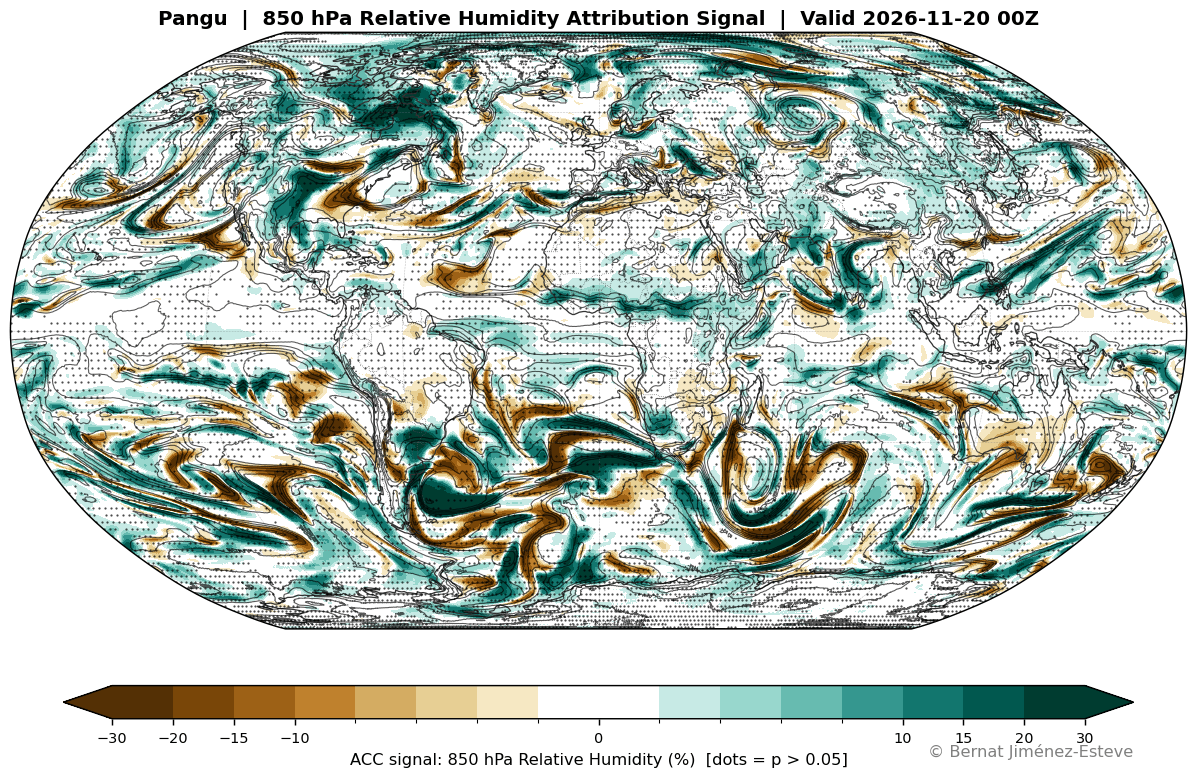 Pangu | 850 hPa Relative Humidity Attribution Signal | Valid 2026-11-20 00Z
−30 −20 −15 −10 0 10 15 20 30
© Bernat Jiménez-Esteve
ACC signal: 850 hPa Relative Humidity (%) [dots = p > 0.05]